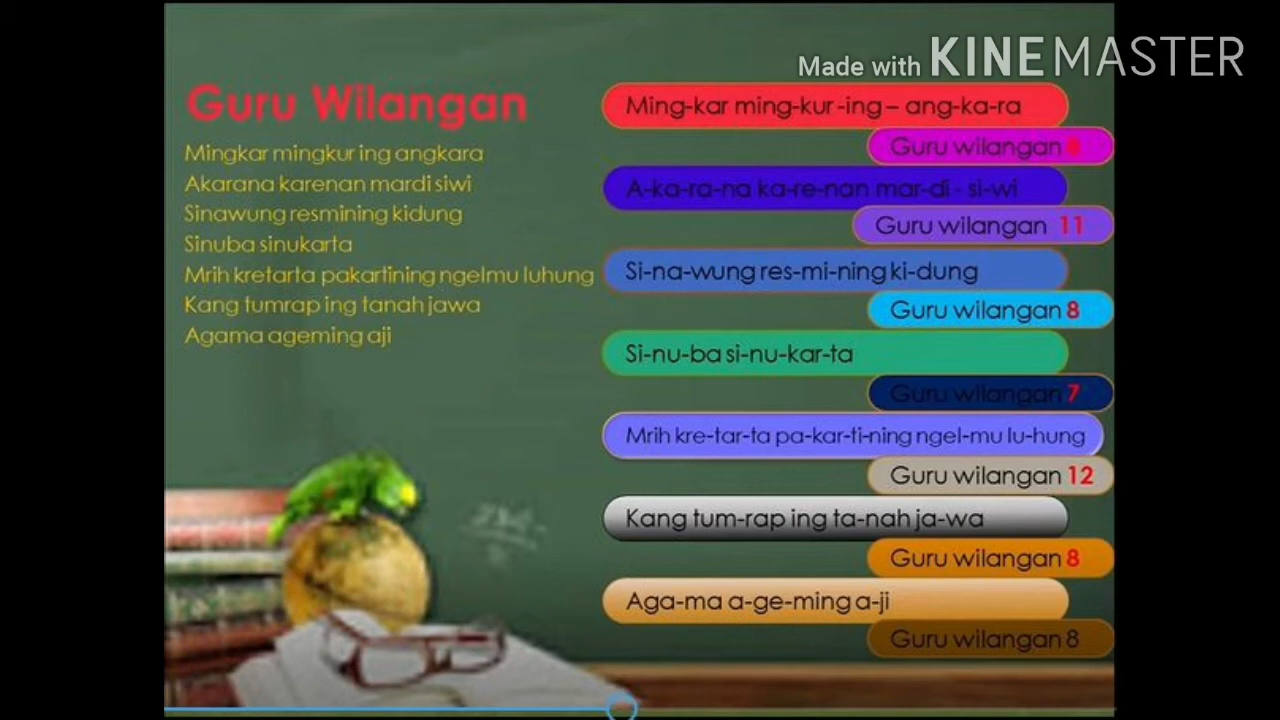 Made with KINEMASTER
Guru Wilangan
Mingkar mingkur ing angkara
Akarana karenan mardi siwi
Sinawung resmining kidung
Sinuba sinukarta
Mrih kretarta pakartining ngelmu luhung
Kang tumrap ing tanah jawa
Agama ageming aji
Ming-kar ming-kur -ing – ang-ka-ra
Guru wilangan
A-ka-ra-na ka-re-nan mar-di - si-wi
Guru wilangan 11
Si-na-wung res-mi-ning ki-dung
Guru wilangan 8
Si-nu-ba si-nu-kar-ta
Guru wilangan 7
Mrih kre-tar-ta pa-kar-ti-ning ngel-mu lu-hung
Guru wilangan 12
Kang tum-rap ing ta-nah ja-wa
Guru wilangan 8
Aga-ma a-ge-ming a-ji
Guru wilangan 8